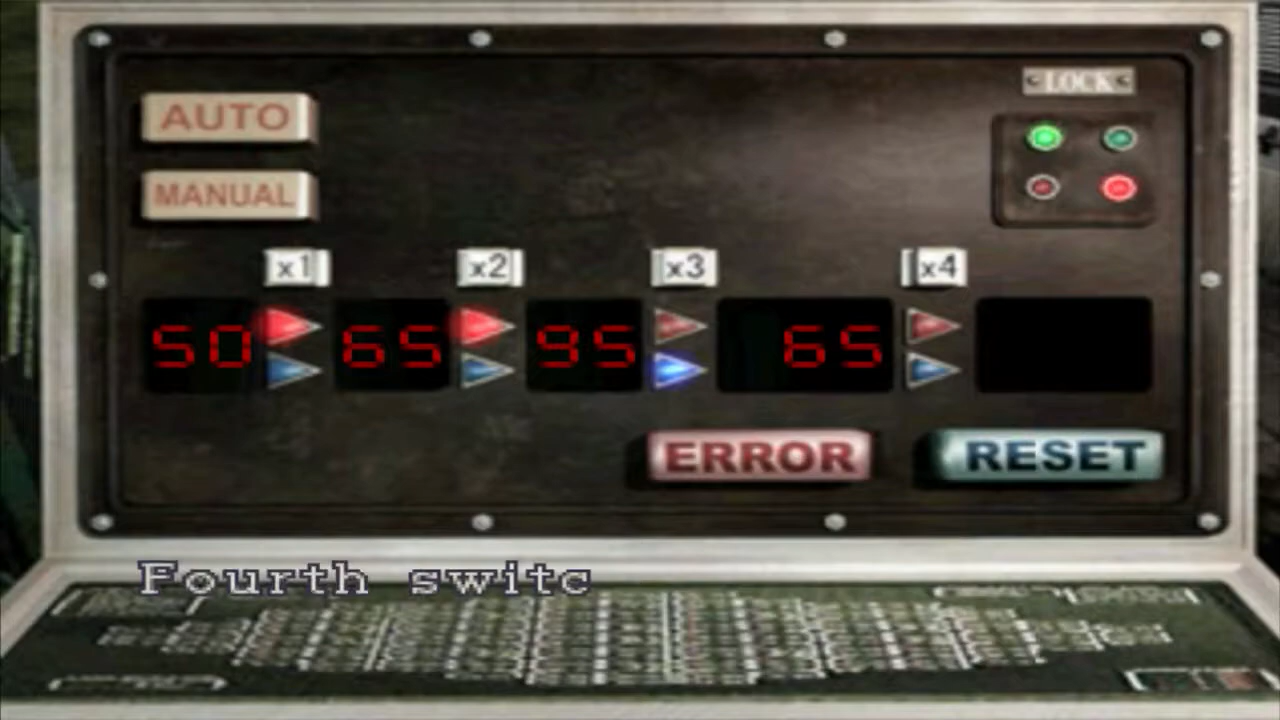 LOCK
AUTO
MANUAL
x1 x2 x3 x4
50 65 95 65
ERROR RESET
Fourth switc